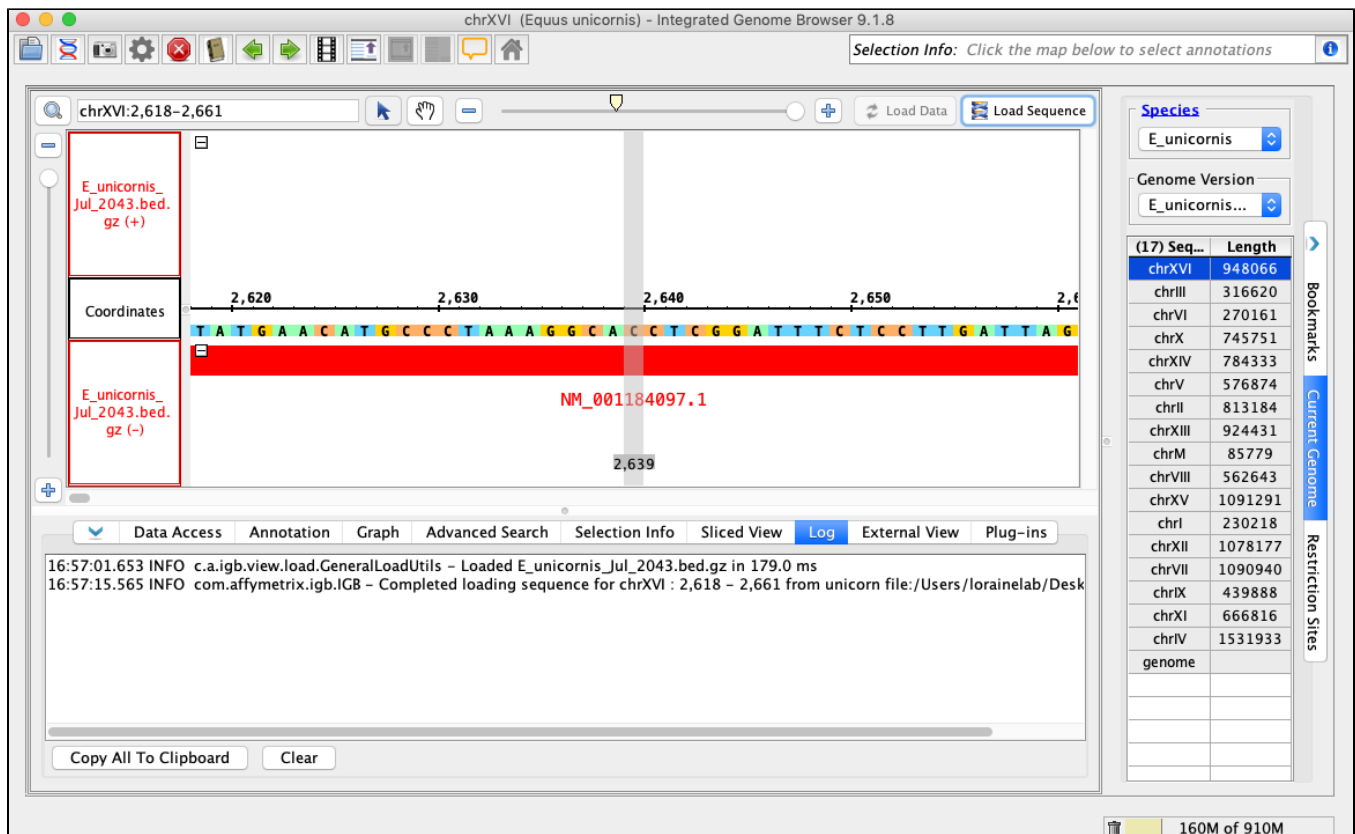 chrXVI (Equus unicornis) - Integrated Genome Browser 9.1.8
Selection Info: Click the map below to select annotations
chrXVI:2,618-2,661
Load Data
Load Sequence
E_unicornis_
Jul_2043.bed.
gz (+)
Coordinates
2,620 2,630 2,640 2,650 2,6
T A T G A A C A T G C C C T A A A G G C A C C T C G G A T T T C T C C T T G A T T A G
E_unicornis_
Jul_2043.bed.
gz (-)
NM_001184097.1
2,639
Data Access Annotation Graph Advanced Search Selection Info Sliced View Log External View Plug-ins
16:57:01.653 INFO c.a.igb.view.load.GeneralLoadUtils - Loaded E_unicornis_Jul_2043.bed.gz in 179.0 ms
16:57:15.565 INFO com.affymetrix.igb.IGB - Completed loading sequence for chrXVI : 2,618 - 2,661 from unicorn file:/Users/lorainelab/Desk
Copy All To Clipboard Clear
Species
E_unicornis
Genome Version
E_unicornis...
(17) Seq... Length
chrXVI 948066
chrIII 316620
chrVI 270161
chrX 745751
chrXIV 784333
chrV 576874
chrII 813184
chrXIII 924431
chrM 85779
chrVIII 562643
chrXV 1091291
chrI 230218
chrXII 1078177
chrVII 1090940
chrIX 439888
chrXI 666816
chrIV 1531933
genome
Bookmarks
Current Genome
Restriction Sites
160M of 910M